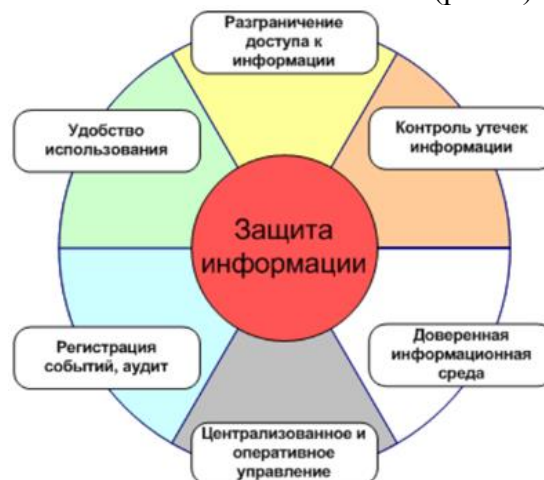 Разграничение
доступа к
информации
Удобство
использования
Контроль утечек
информации
Защита
информации
Регистрация
событий, аудит
Доверенная
информационная
среда
Централизованное и
оперативное
управление